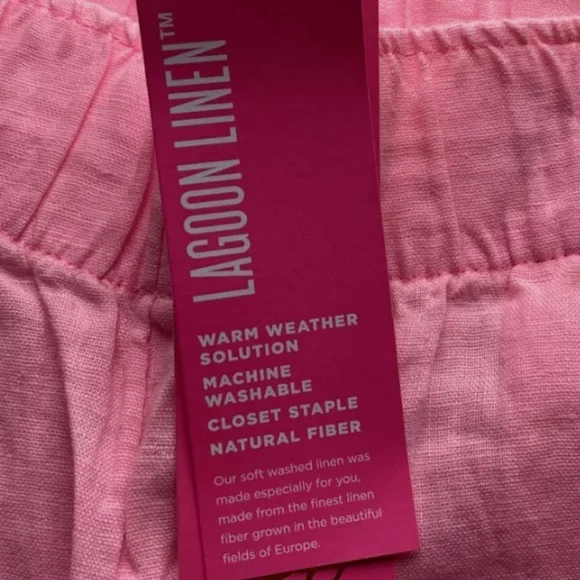 LAGOON LINEN™
WARM WEATHER
SOLUTION
MACHINE
WASHABLE
CLOSET STAPLE
NATURAL FIBER
Our soft washed linen was
made especially for you,
made from the finest linen
fiber grown in the beautiful
fields of Europe.